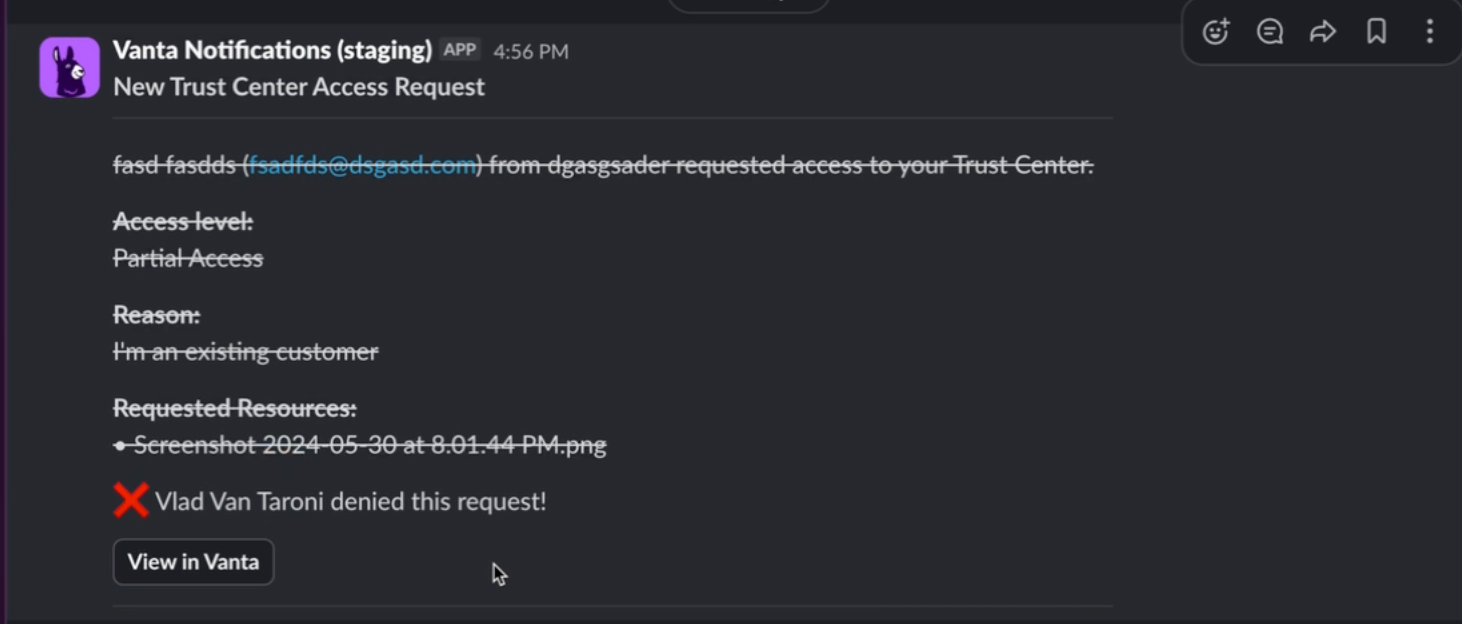 Vanta Notifications (staging) APP 4:56 PM
New Trust Center Access Request
fasd fasdds (fsadfds@dsgasd.com) from dgasgsader requested access to your Trust Center.
Access level:
Partial Access
Reason:
I'm an existing customer
Requested Resources:
• Screenshot 2024-05-30 at 8.01.44 PM.png
❌ Vlad Van Taroni denied this request!
View in Vanta